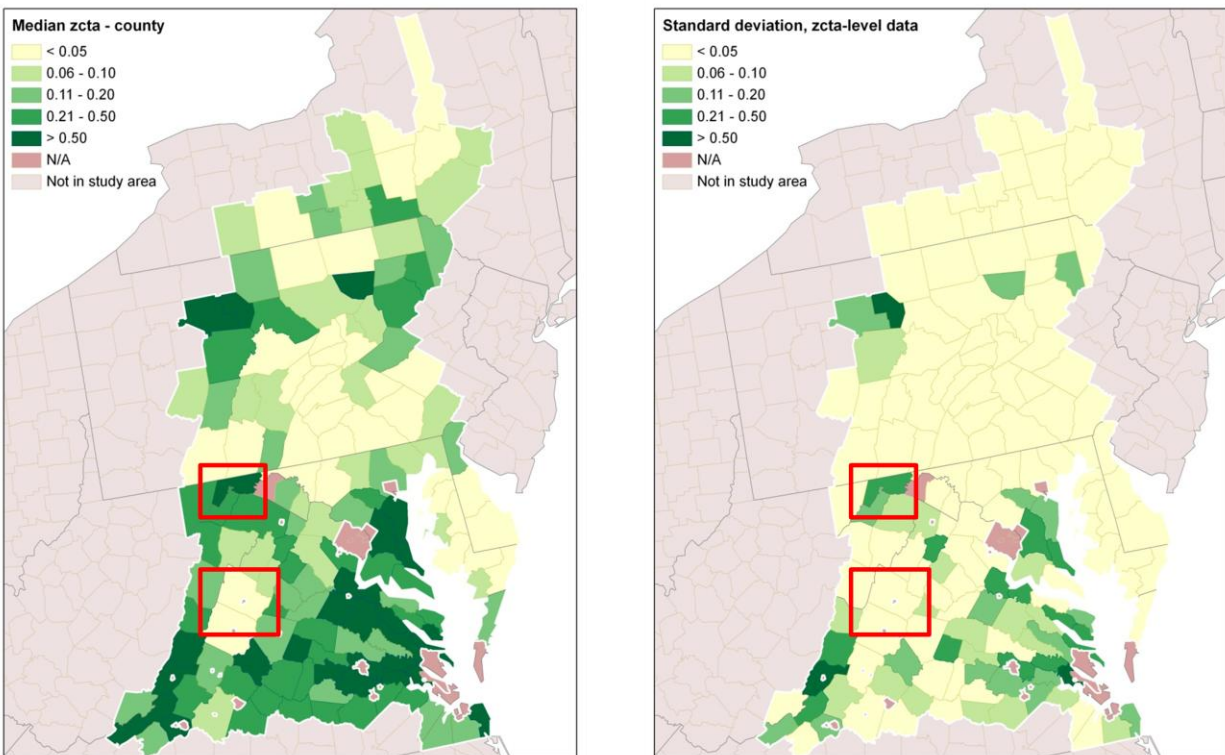 Median zcta - county
< 0.05
0.06 - 0.10
0.11 - 0.20
0.21 - 0.50
> 0.50
N/A
Not in study area
Standard deviation, zcta-level data
< 0.05
0.06 - 0.10
0.11 - 0.20
0.21 - 0.50
> 0.50
N/A
Not in study area